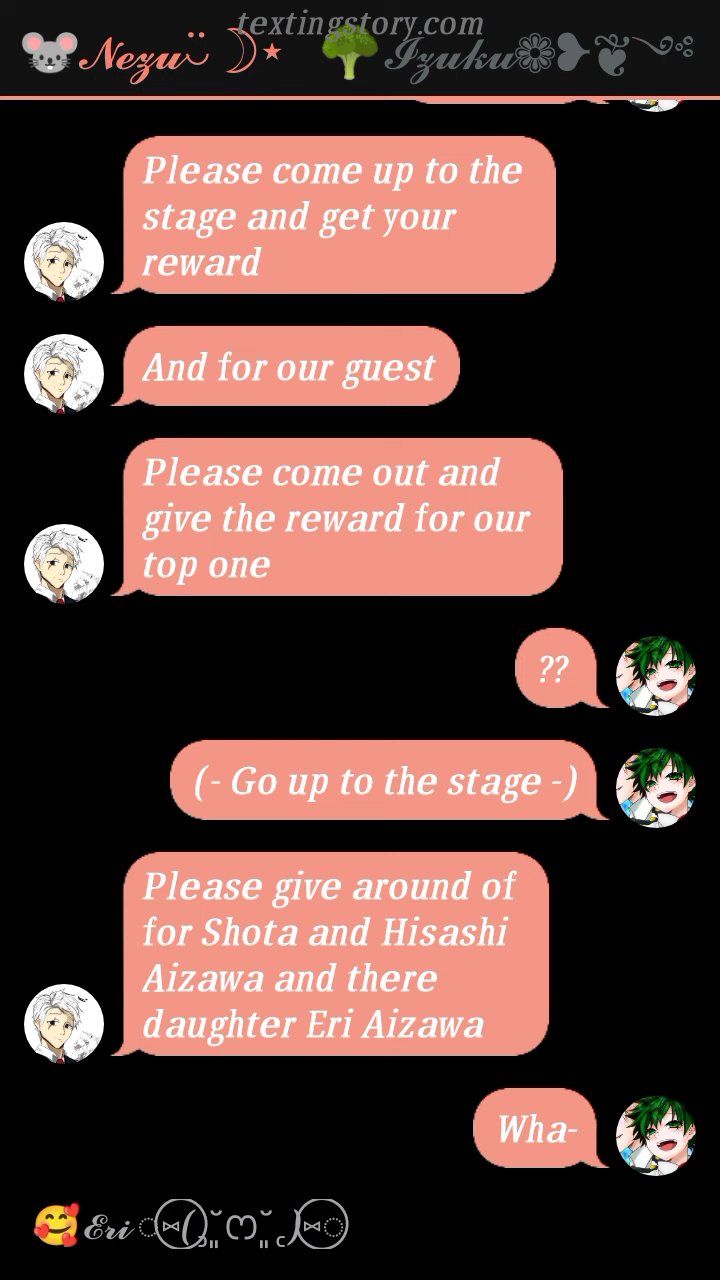 textingstory.com
🐭Nezu ☽⋆ 🥦Izuku❁❥❦
Please come up to the
stage and get your
reward
And for our guest
Please come out and
give the reward for our
top one
??
(- Go up to the stage -)
Please give around of
for Shota and Hisashi
Aizawa and there
daughter Eri Aizawa
Wha-
🥰Eri